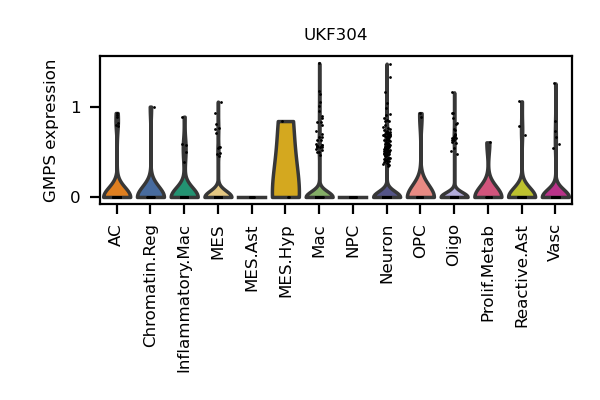 UKF304
GMPS expression
1
0
AC
Chromatin.Reg
Inflammatory.Mac
MES
MES.Ast
MES.Hyp
Mac
NPC
Neuron
OPC
Oligo
Prolif.Metab
Reactive.Ast
Vasc